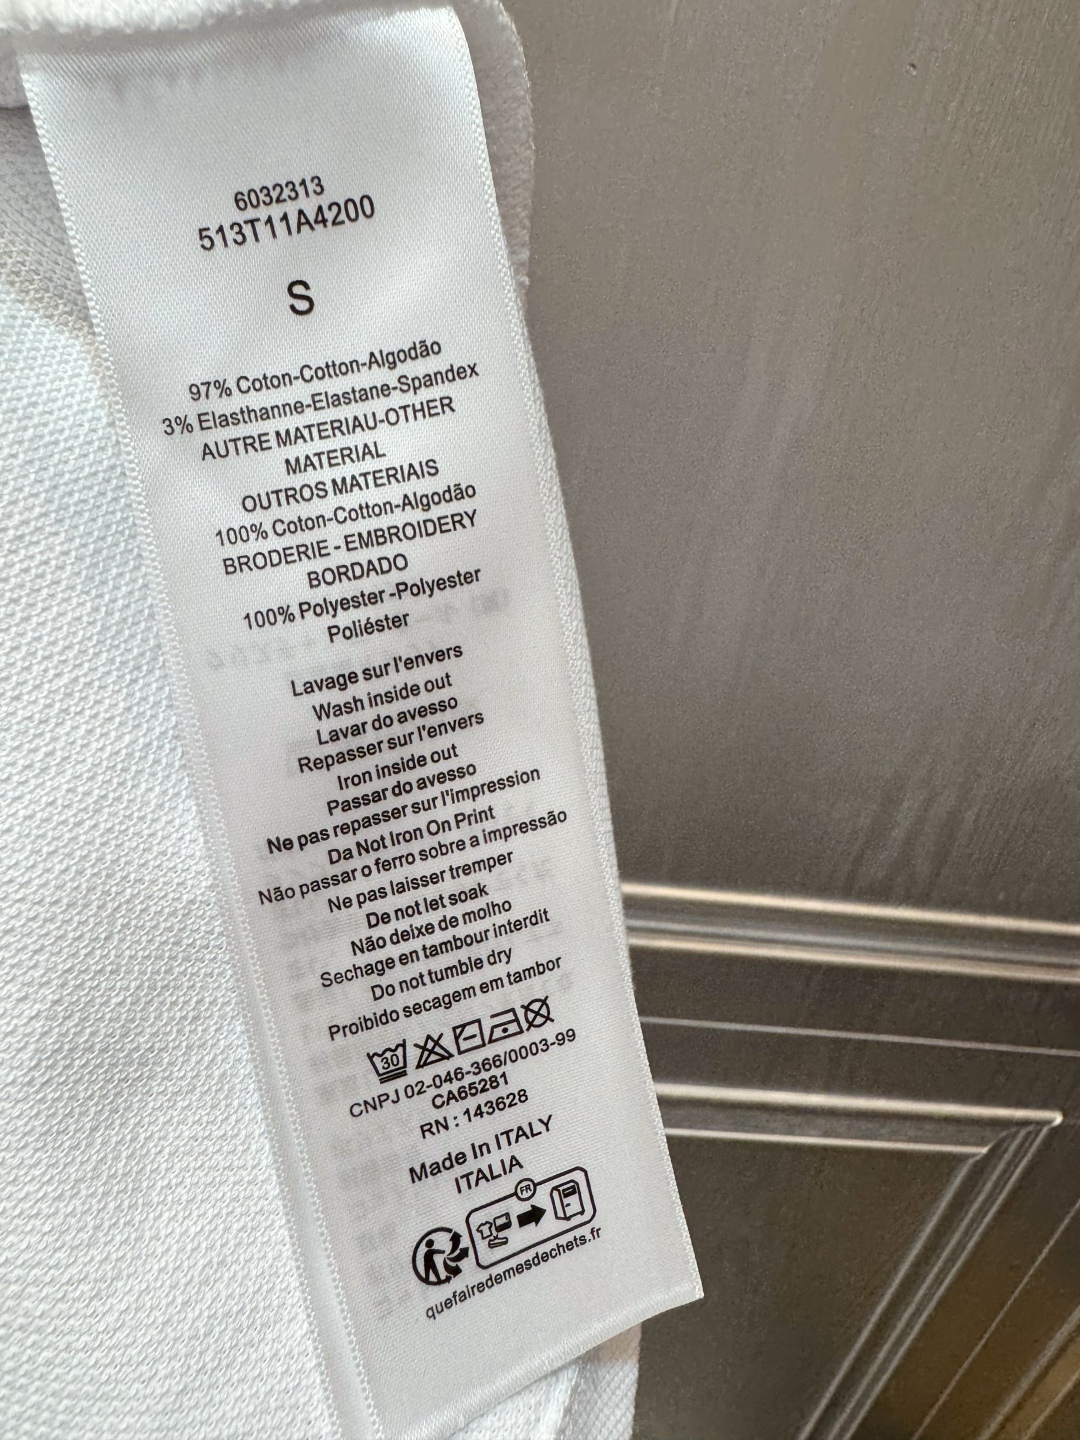 6032313
513T11A4200
S
97% Coton-Cotton-Algodão
3% Elasthanne-Elastane-Spandex
AUTRE MATERIAU-OTHER
MATERIAL
OUTROS MATERIAIS
100% Coton-Cotton-Algodão
BRODERIE - EMBROIDERY
BORDADO
100% Polyester -Polyester
Poliéster
Lavage sur l'envers
Wash inside out
Lavar do avesso
Repasser sur l'envers
Iron inside out
Passar do avesso
Ne pas repasser sur l'impression
Da Not Iron On Print
Não passar o ferro sobre a impressão
Ne pas laisser tremper
De not let soak
Não deixe de molho
Sechage en tambour interdit
Do not tumble dry
Proibido secagem em tambor
30
CNPJ 02-046-366/0003-99
CA65281
RN : 143628
Made In ITALY
ITALIA
FR
quefairedemesdechets.fr